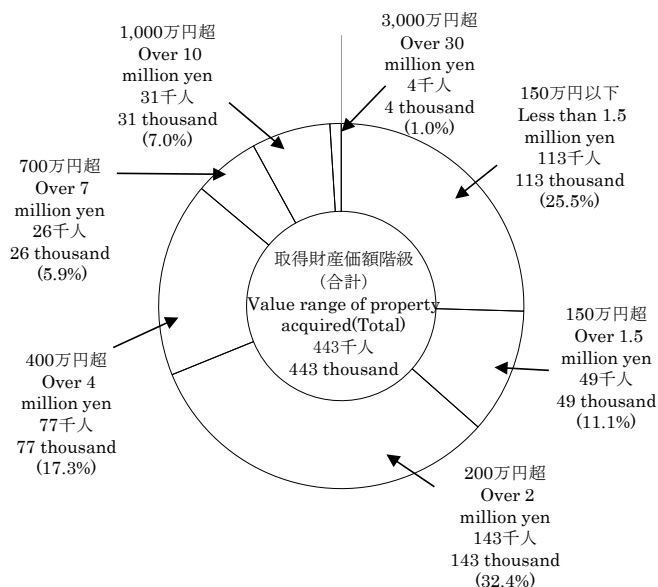 3,000万円超
Over 30
million yen
4千人
4 thousand
(1.0%)
150万円以下
Less than 1.5
million yen
113千人
113 thousand
(25.5%)
150万円超
Over 1.5
million yen
49千人
49 thousand
(11.1%)
200万円超
Over 2
million yen
143千人
143 thousand
(32.4%)
400万円超
Over 4
million yen
77千人
77 thousand
(17.3%)
700万円超
Over 7
million yen
26千人
26 thousand
(5.9%)
1,000万円超
Over 10
million yen
31千人
31 thousand
(7.0%)
取得財産価額階級
（合計）
Value range of property
acquired(Total)
443千人
443 thousand